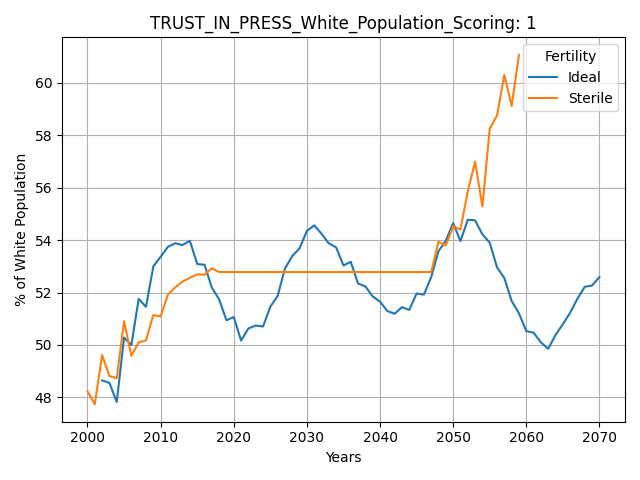 TRUST_IN_PRESS_White_Population_Scoring: 1
Fertility
Ideal
Sterile
% of White Population
60
58
56
54
52
50
48
2000 2010 2020 2030 2040 2050 2060 2070
Years